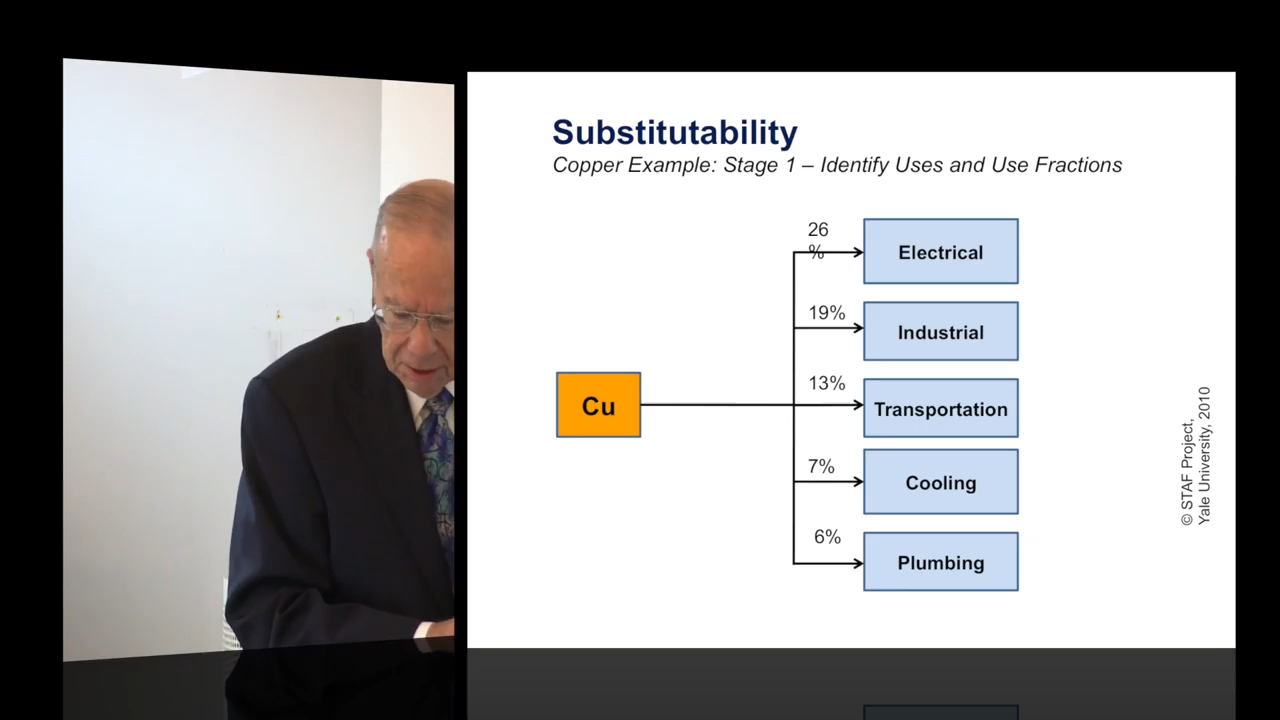 Substitutability
Copper Example: Stage 1 – Identify Uses and Use Fractions
26
%
Electrical
19%
Industrial
13%
Cu
Transportation
7%
Cooling
6%
Plumbing
© STAF Project,
Yale University, 2010